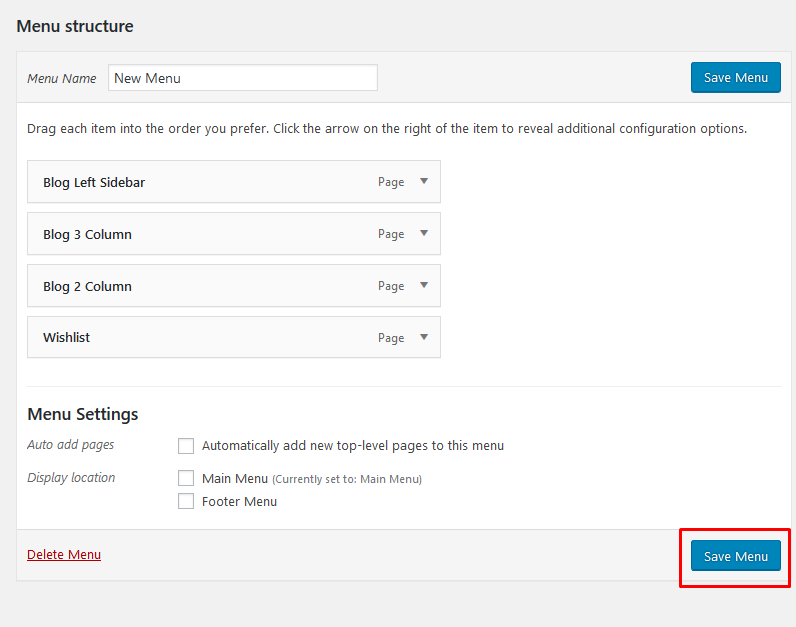 Menu structure
Menu Name New Menu Save Menu
Drag each item into the order you prefer. Click the arrow on the right of the item to reveal additional configuration options.
Blog Left Sidebar Page
Blog 3 Column Page
Blog 2 Column Page
Wishlist Page
Menu Settings
Auto add pages Automatically add new top-level pages to this menu
Display location Main Menu (Currently set to: Main Menu)
Footer Menu
Delete Menu Save Menu